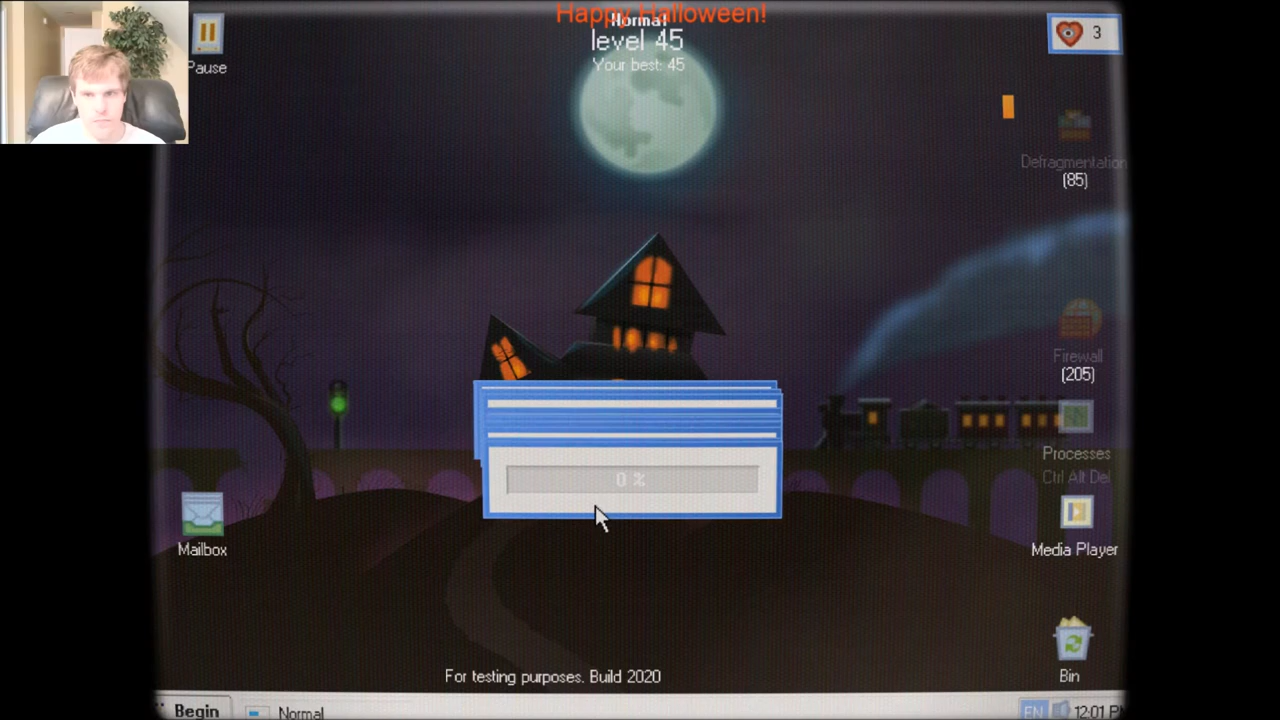 Happy Halloween!
Normal
level 45
Your best: 45
Pause
3
Defragmentation
(85)
Firewall
(205)
Processes
Ctrl Alt Del
0 %
Mailbox
Media Player
For testing purposes. Build 2020
Bin
Begin
Normal
EN
12:01 PM